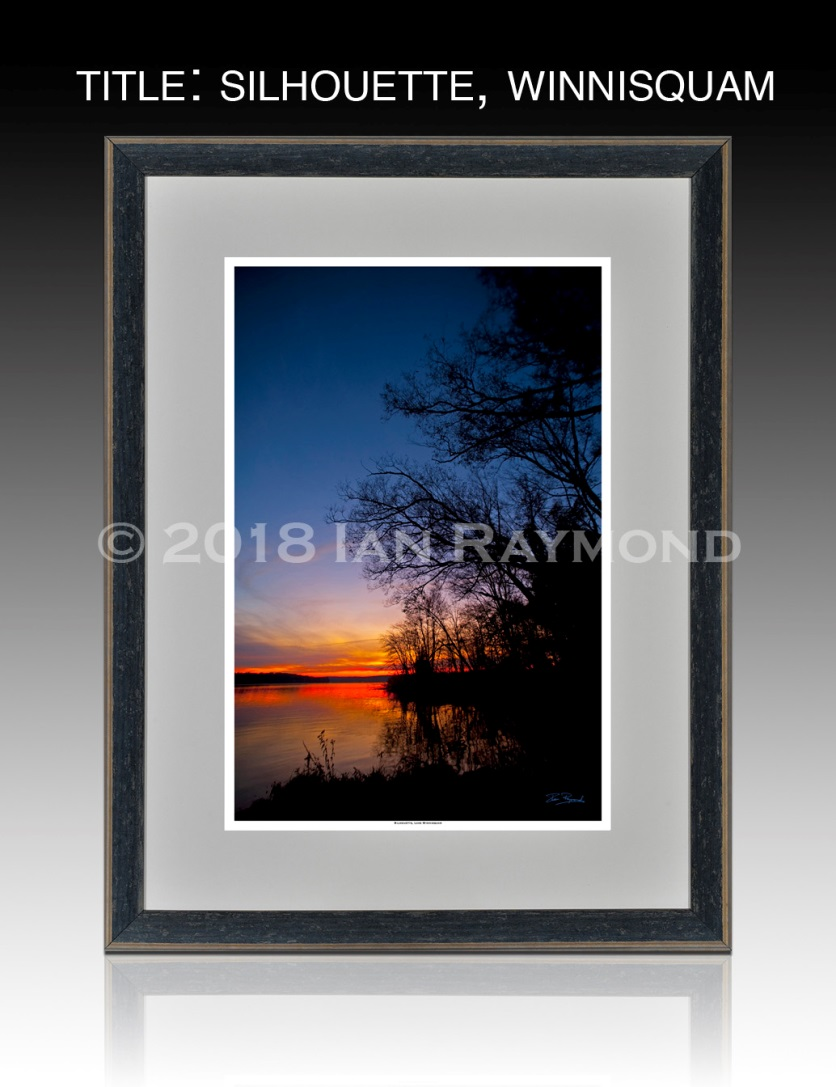 TITLE: SILHOUETTE, WINNISQUAM
© 2018 IAN RAYMOND